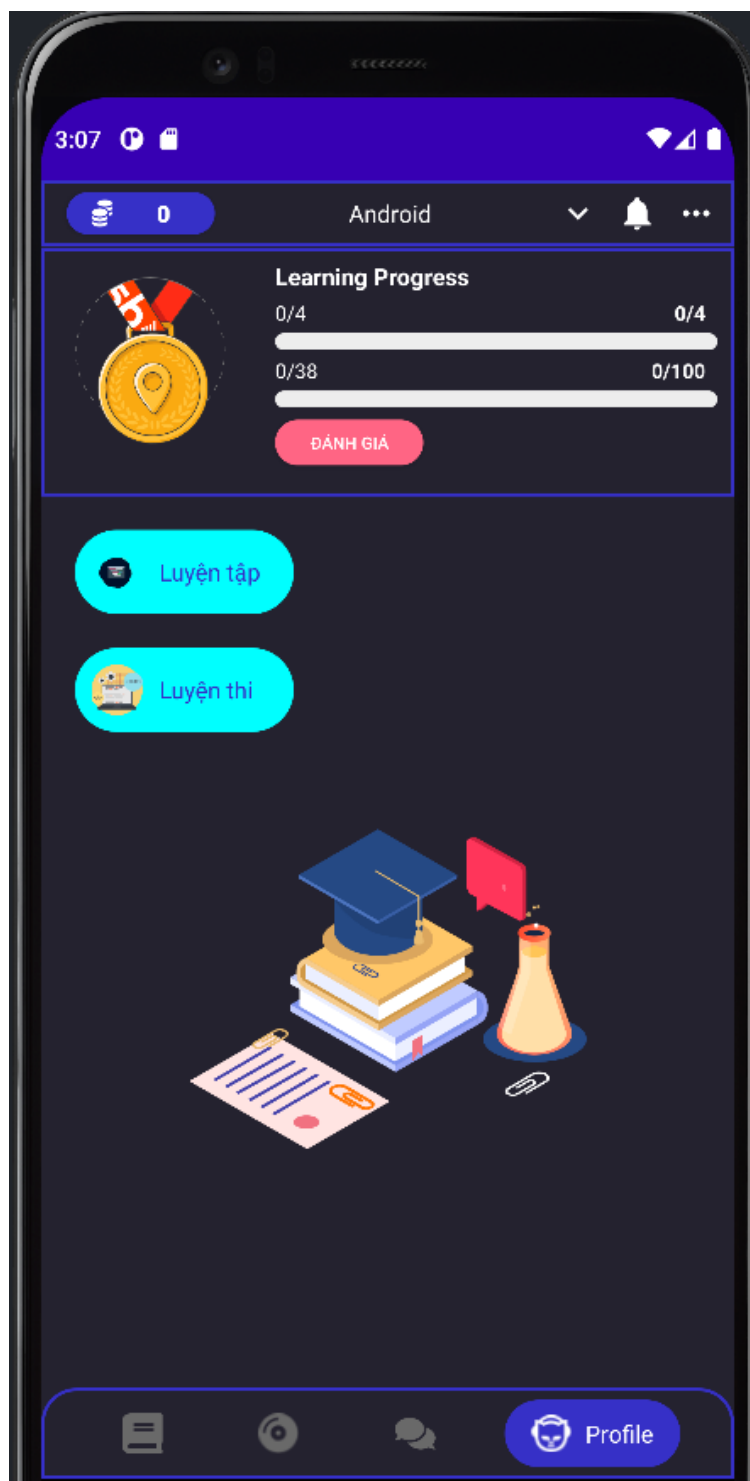 3:07
0
Android
Learning Progress
0/4 0/4
0/38 0/100
ĐÁNH GIÁ
Luyện tập
Luyện thi
Profile